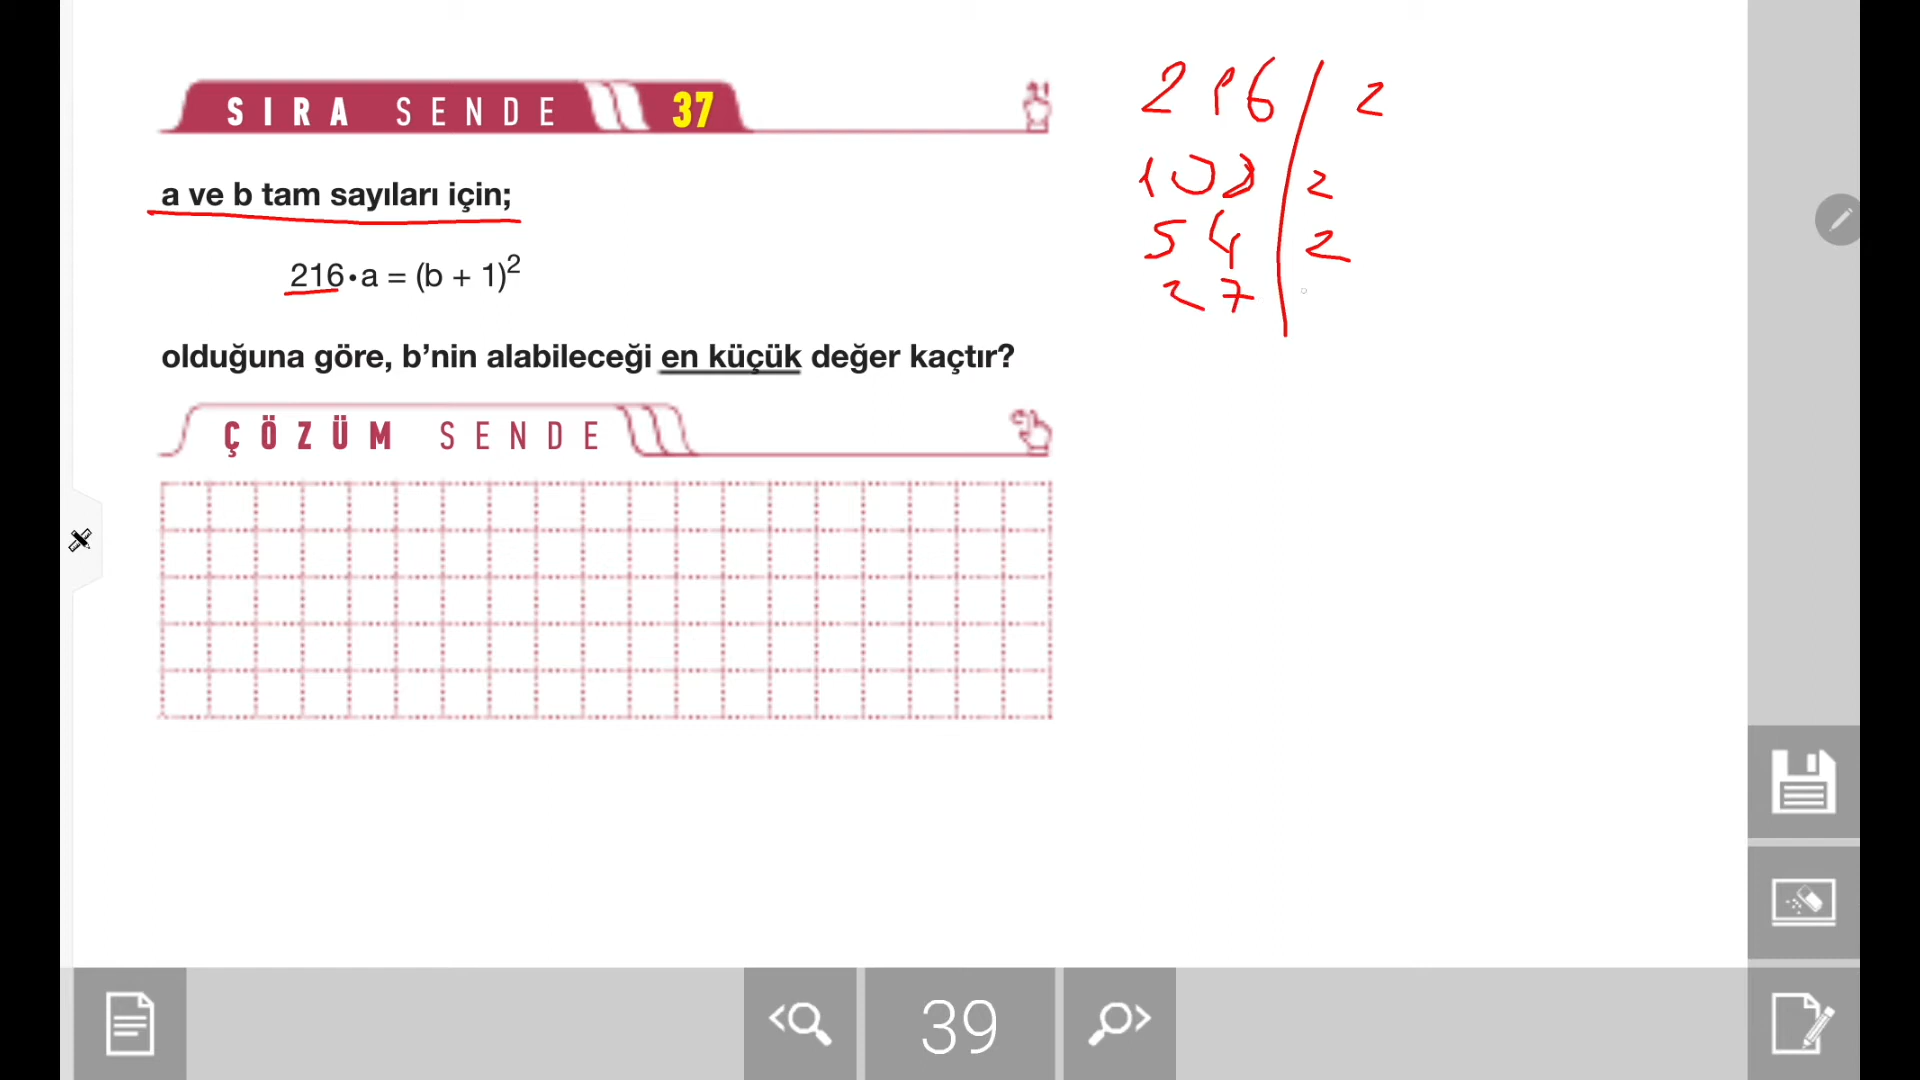 SIRA SENDE 37
a ve b tam sayıları için;
216·a = (b + 1)²
olduğuna göre, b’nin alabileceği en küçük değer kaçtır?
ÇÖZÜM SENDE
216 2
108 2
54 2
27
39